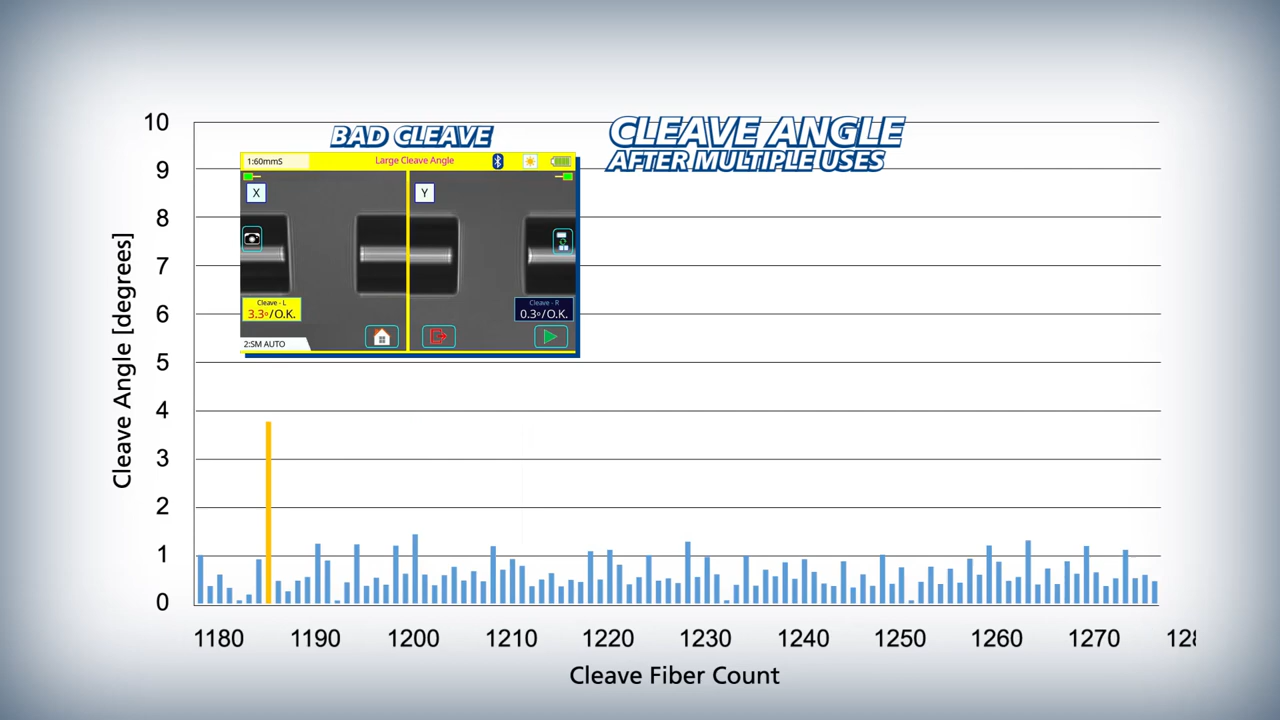 BAD CLEAVE
CLEAVE ANGLE
AFTER MULTIPLE USES
1:60mmS
Large Cleave Angle
X
Y
Cleave - L
3.3°/O.K.
Cleave - R
0.3°/O.K.
2:SM AUTO
Cleave Angle [degrees]
10
9
8
7
6
5
4
3
2
1
0
1180 1190 1200 1210 1220 1230 1240 1250 1260 1270
Cleave Fiber Count